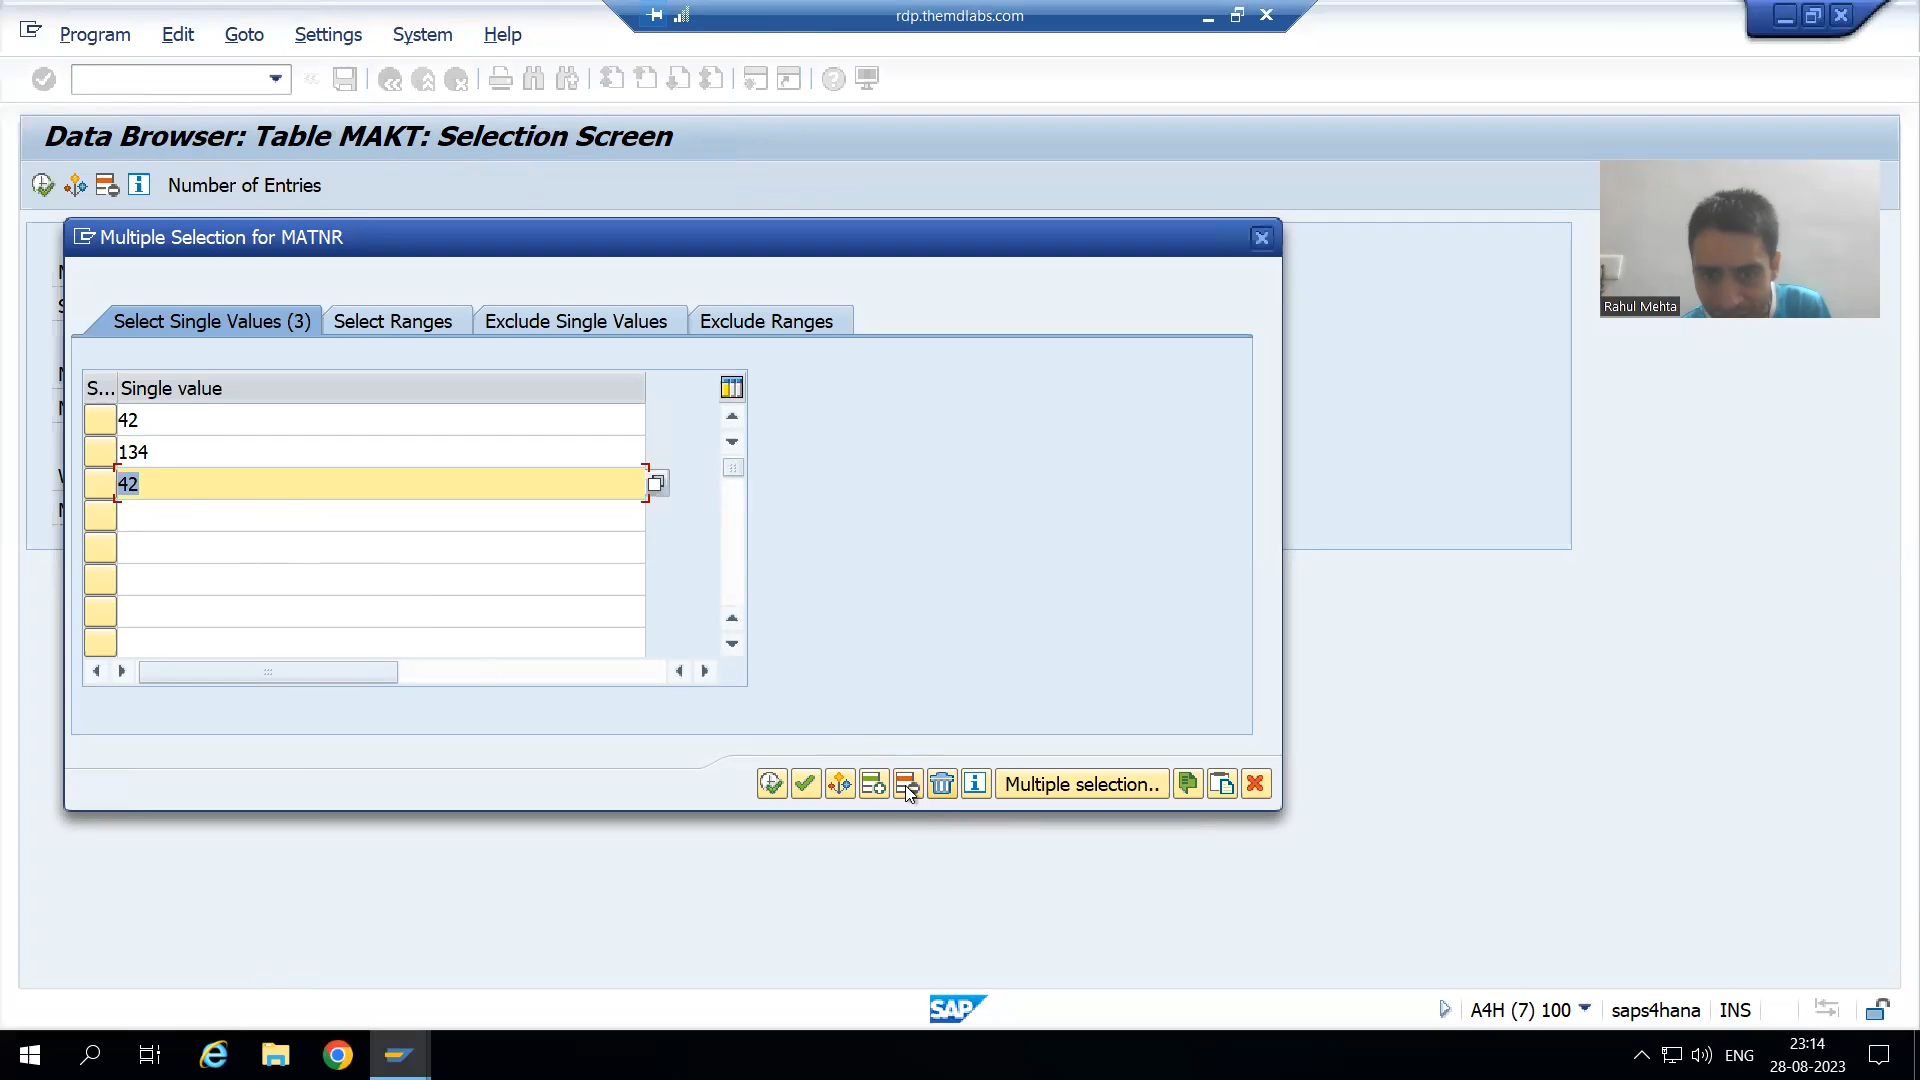 rdp.themdlabs.com
Program Edit Goto Settings System Help
Data Browser: Table MAKT: Selection Screen
Number of Entries
Multiple Selection for MATNR
Select Single Values (3) Select Ranges Exclude Single Values Exclude Ranges
S... Single value
42
134
42
Multiple selection..
Rahul Mehta
SAP
A4H (7) 100 saps4hana INS
ENG
23:14
28-08-2023